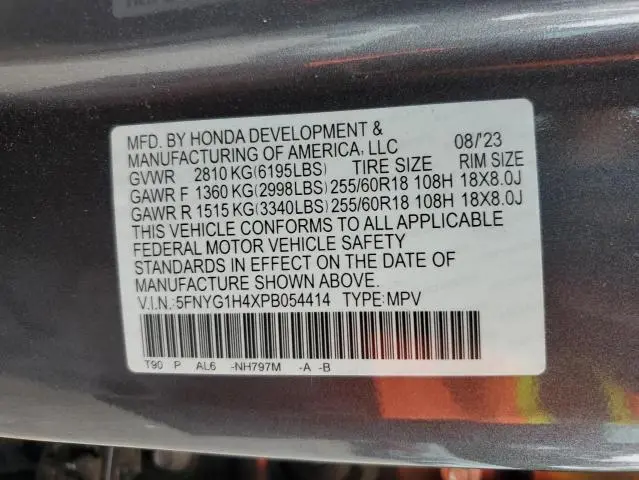 MFD. BY HONDA DEVELOPMENT &
MANUFACTURING OF AMERICA, LLC 08/'23
GVWR 2810 KG(6195LBS) TIRE SIZE RIM SIZE
GAWR F 1360 KG(2998LBS) 255/60R18 108H 18X8.0J
GAWR R 1515 KG(3340LBS) 255/60R18 108H 18X8.0J
THIS VEHICLE CONFORMS TO ALL APPLICABLE
FEDERAL MOTOR VEHICLE SAFETY
STANDARDS IN EFFECT ON THE DATE OF
MANUFACTURE SHOWN ABOVE.
V.I.N.:5FNYG1H4XPB054414 TYPE:MPV
T90 P AL6 -NH797M -A -B